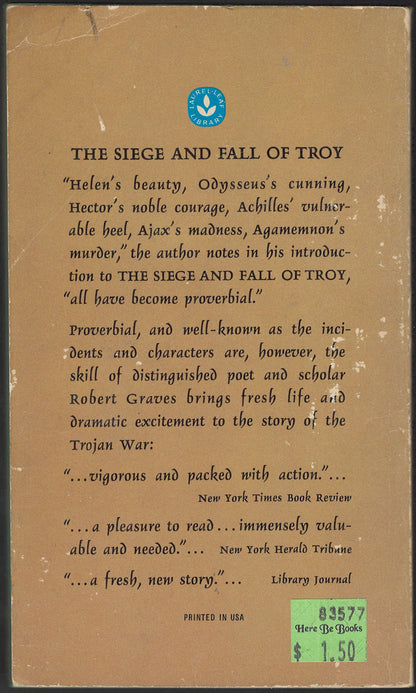 LAUREL-LEAF
LIBRARY
THE SIEGE AND FALL OF TROY
“Helen's beauty, Odysseus's cunning,
Hector's noble courage, Achilles' vulner-
able heel, Ajax's madness, Agamemnon's
murder,” the author notes in his introduc-
tion to THE SIEGE AND FALL OF TROY,
“all have become proverbial.”
Proverbial, and well-known as the inci-
dents and characters are, however, the
skill of distinguished poet and scholar
Robert Graves brings fresh life and
dramatic excitement to the story of the
Trojan War:
“...vigorous and packed with action.”...
New York Times Book Review
“...a pleasure to read...immensely valu-
able and needed.”... New York Herald Tribune
“...a fresh, new story.”... Library Journal
PRINTED IN USA
83577
Here Be Books
$ 1.50